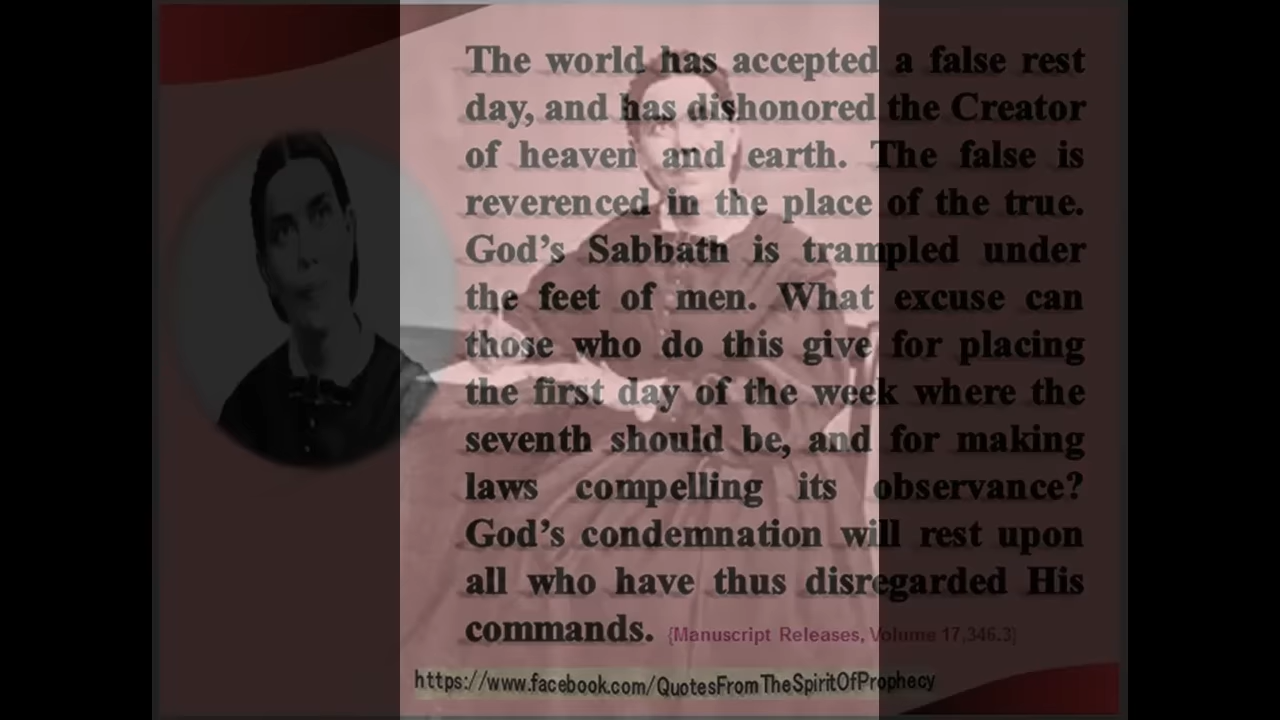 The world has accepted a false rest
day, and has dishonored the Creator
of heaven and earth. The false is
reverenced in the place of the true.
God's Sabbath is trampled under
the feet of men. What excuse can
those who do this give for placing
the first day of the week where the
seventh should be, and for making
laws compelling its observance?
God's condemnation will rest upon
all who have thus disregarded His
commands. {Manuscript Releases, Volume 17,346.3}
https://www.facebook.com/QuotesFromTheSpiritOfProphecy